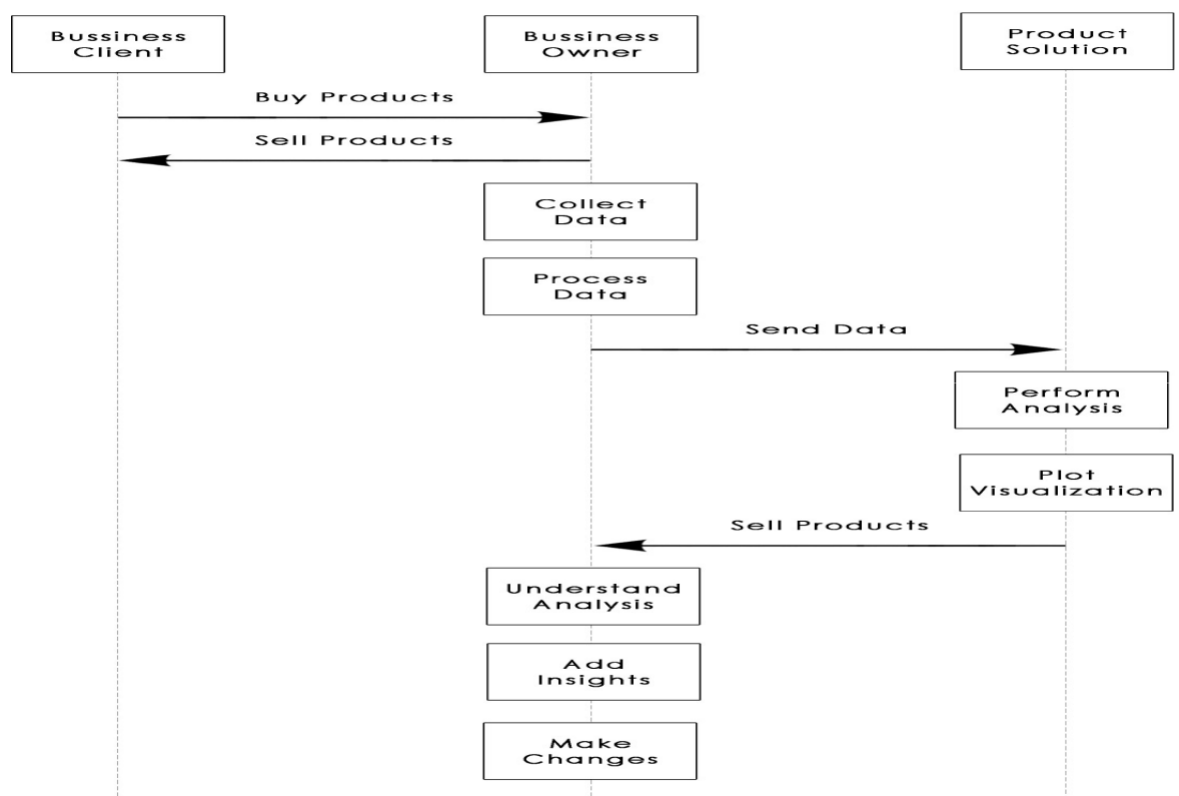 Bussiness
Client
Bussiness
Owner
Product
Solution
Buy Products
Sell Products
Collect
Data
Process
Data
Send Data
Perform
Analysis
Plot
Visualization
Sell Products
Understand
Analysis
Add
Insights
Make
Changes